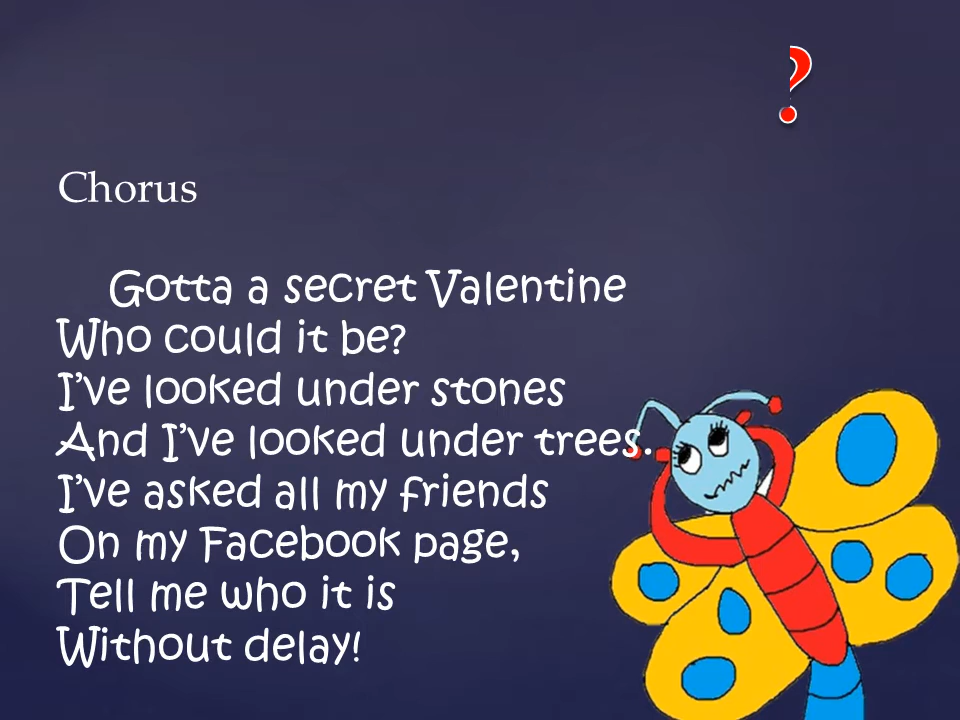 ?
Chorus
Gotta a secret Valentine
Who could it be?
I’ve looked under stones
And I’ve looked under trees.
I’ve asked all my friends
On my Facebook page,
Tell me who it is
Without delay!